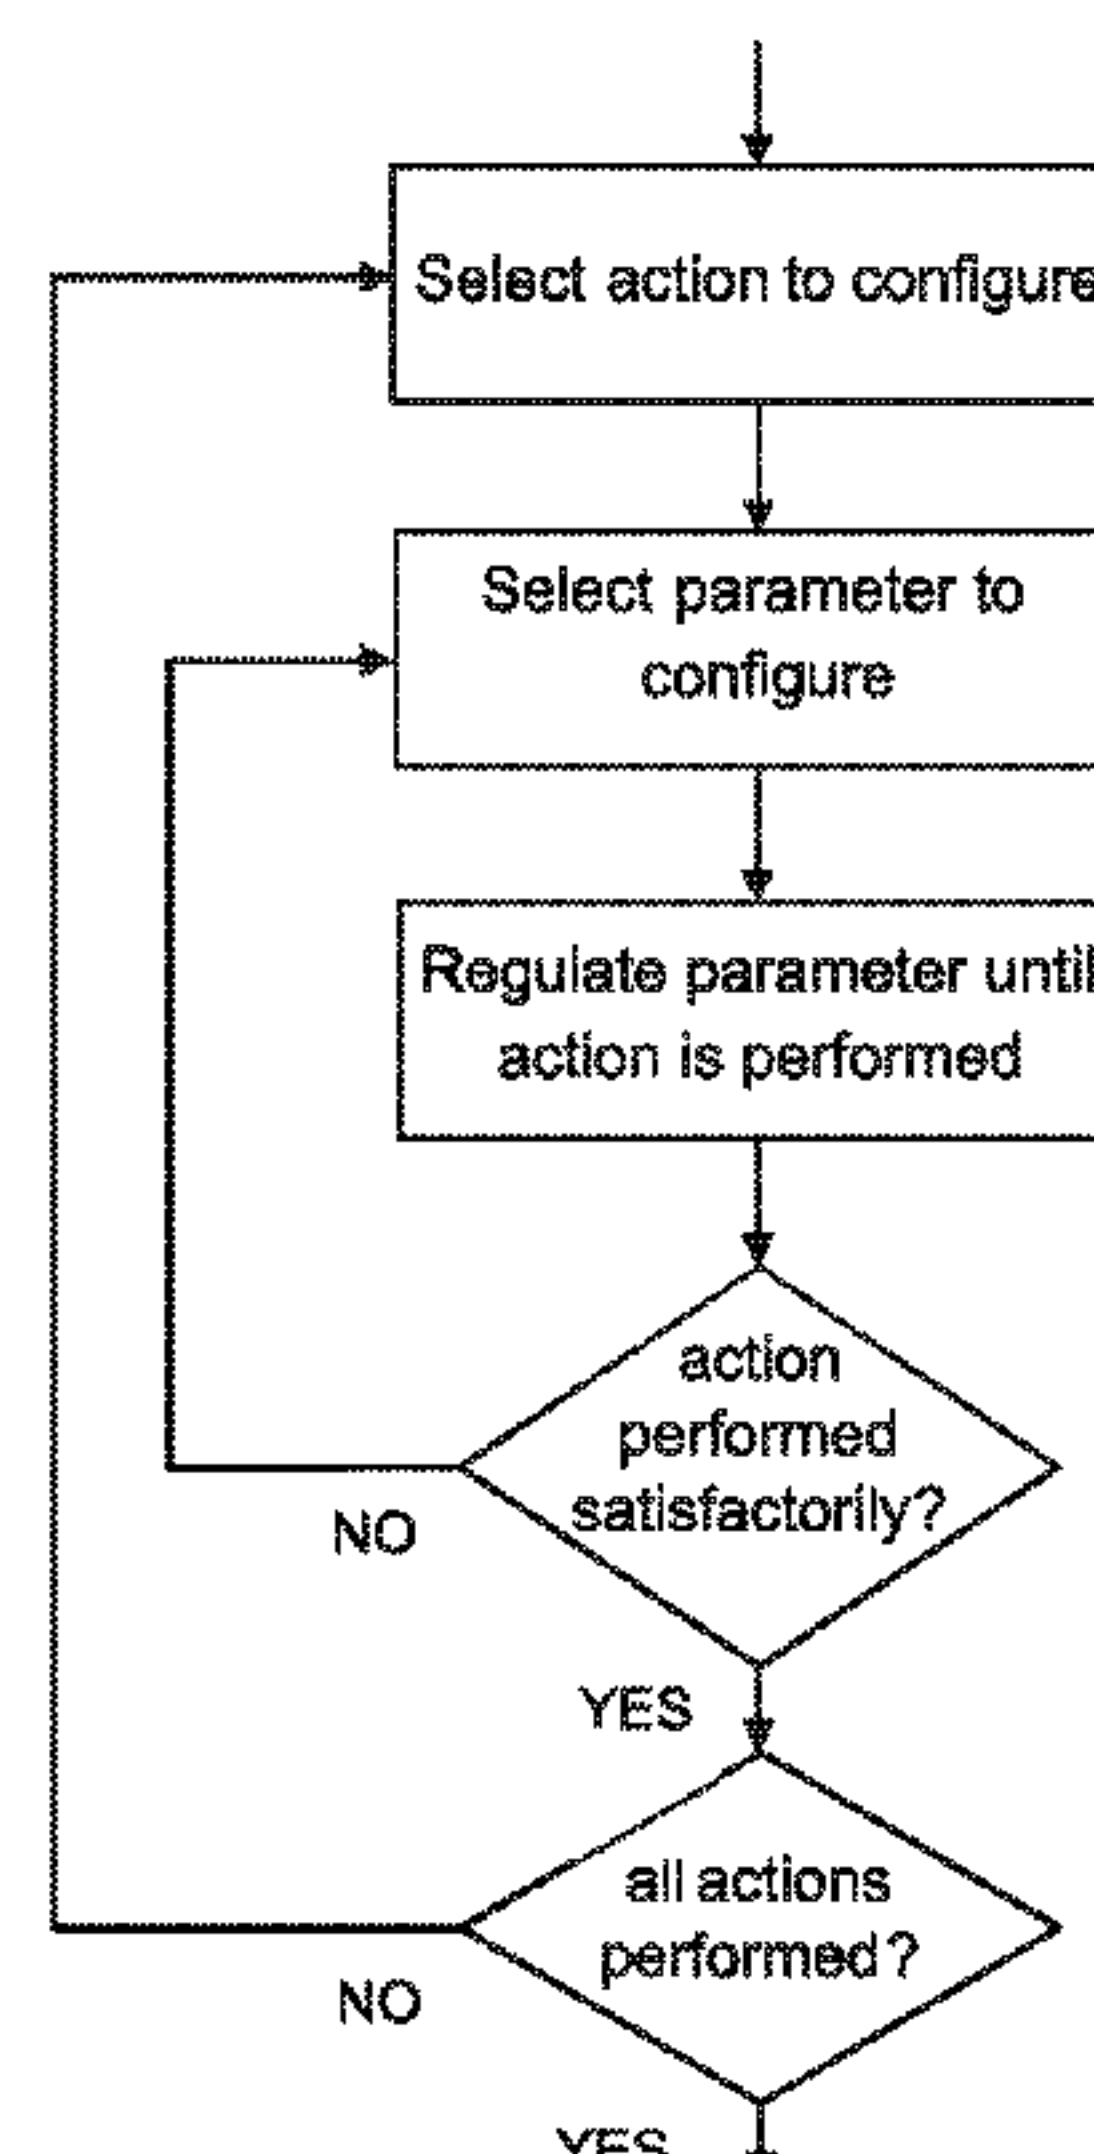 Select action to configure
Select parameter to
configure
Regulate parameter until
action is performed
action
performed
satisfactorily?
NO
YES
all actions
performed?
NO
YES